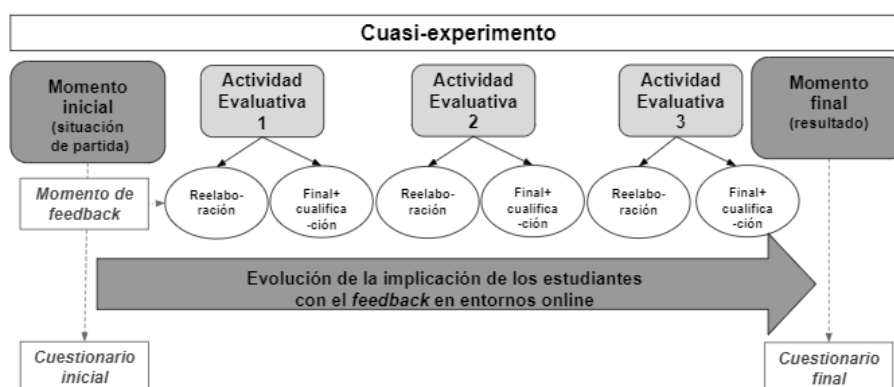 Cuasi-experimento
Momento
inicial
(situación
de partida)
Actividad
Evaluativa
1
Actividad
Evaluativa
2
Actividad
Evaluativa
3
Momento
final
(resultado)
Momento de
feedback
Reelabo-
ración
Final+
cualifica
-ción
Reelabo-
ración
Final+
cualifica
-ción
Reelabo-
ración
Final+
cualifica
-ción
Evolución de la implicación de los estudiantes
con el feedback en entornos online
Cuestionario
inicial
Cuestionario
final